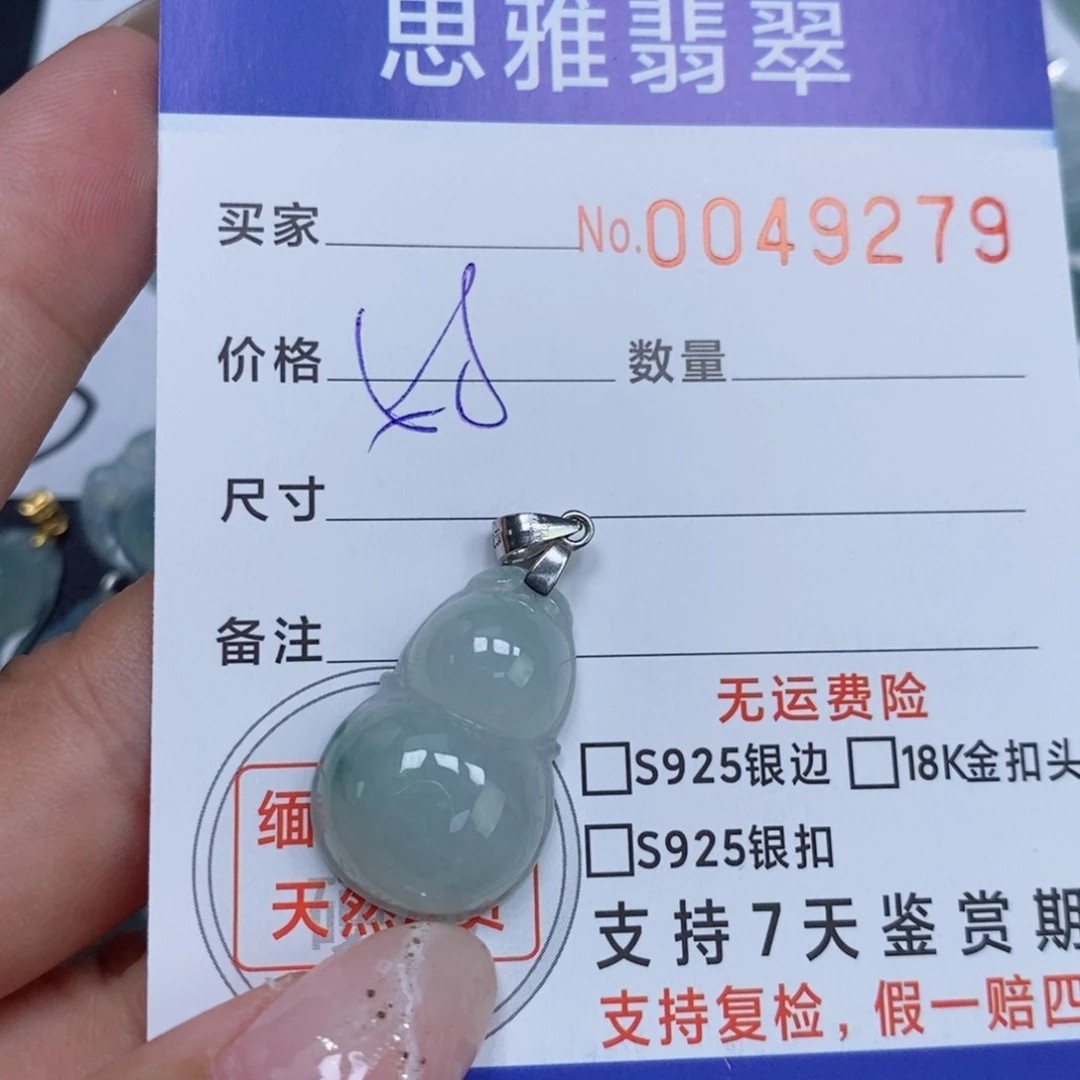 思雅翡翠
买家 No.0049279
价格 数量
尺寸
备注
无运费险
□S925银边 □18K金扣头
□S925银扣
缅
天然
支持7天鉴赏期
支持复检，假一赔四